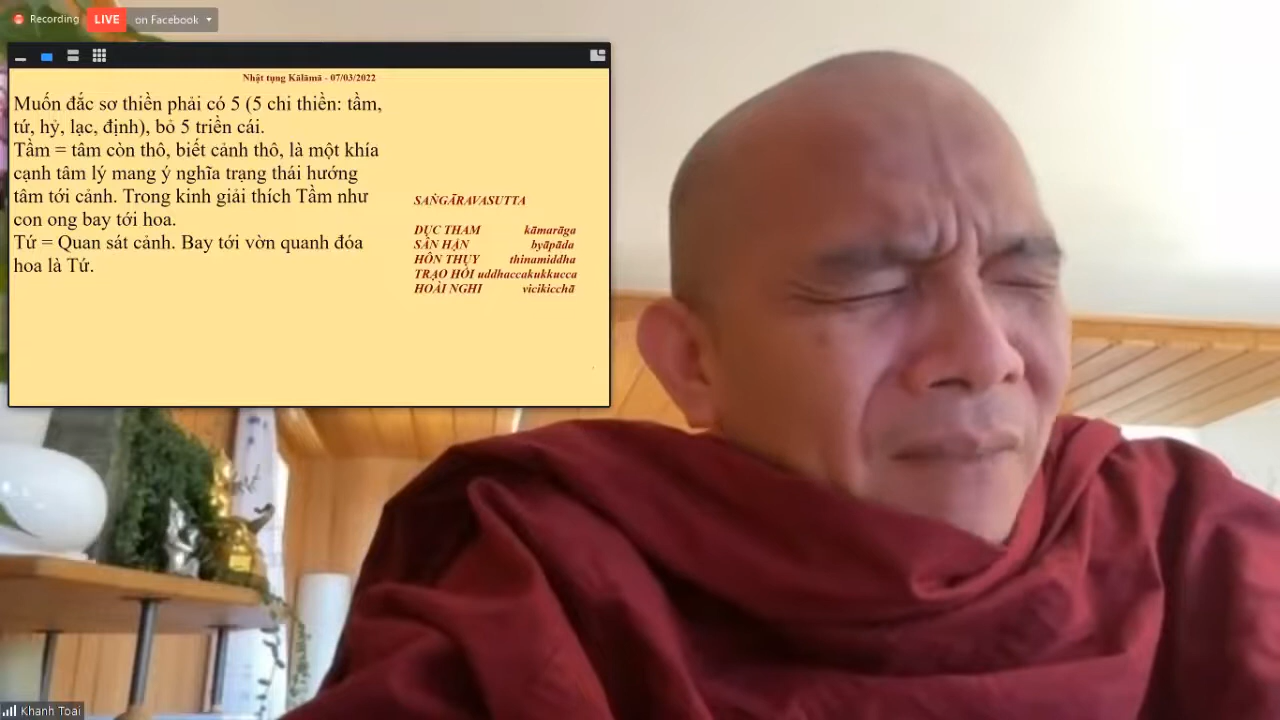 Recording LIVE on Facebook
Nhật tụng Kālāmā - 07/03/2022
Muốn đắc sơ thiền phải có 5 (5 chi thiền: tầm,
tứ, hỷ, lạc, định), bỏ 5 triền cái.
Tầm = tâm còn thô, biết cảnh thô, là một khía
cạnh tâm lý mang ý nghĩa trạng thái hướng
tâm tới cảnh. Trong kinh giải thích Tầm như
con ong bay tới hoa.
Tứ = Quan sát cảnh. Bay tới vờn quanh đóa
hoa là Tứ.
SAṄGĀRAVASUTTA
DỤC THAM kāmarāga
SÂN HẬN byāpāda
HÔN THỤY thinamiddha
TRẠO HỐI uddhaccakukkucca
HOÀI NGHI vicikicchā
Khanh Toai